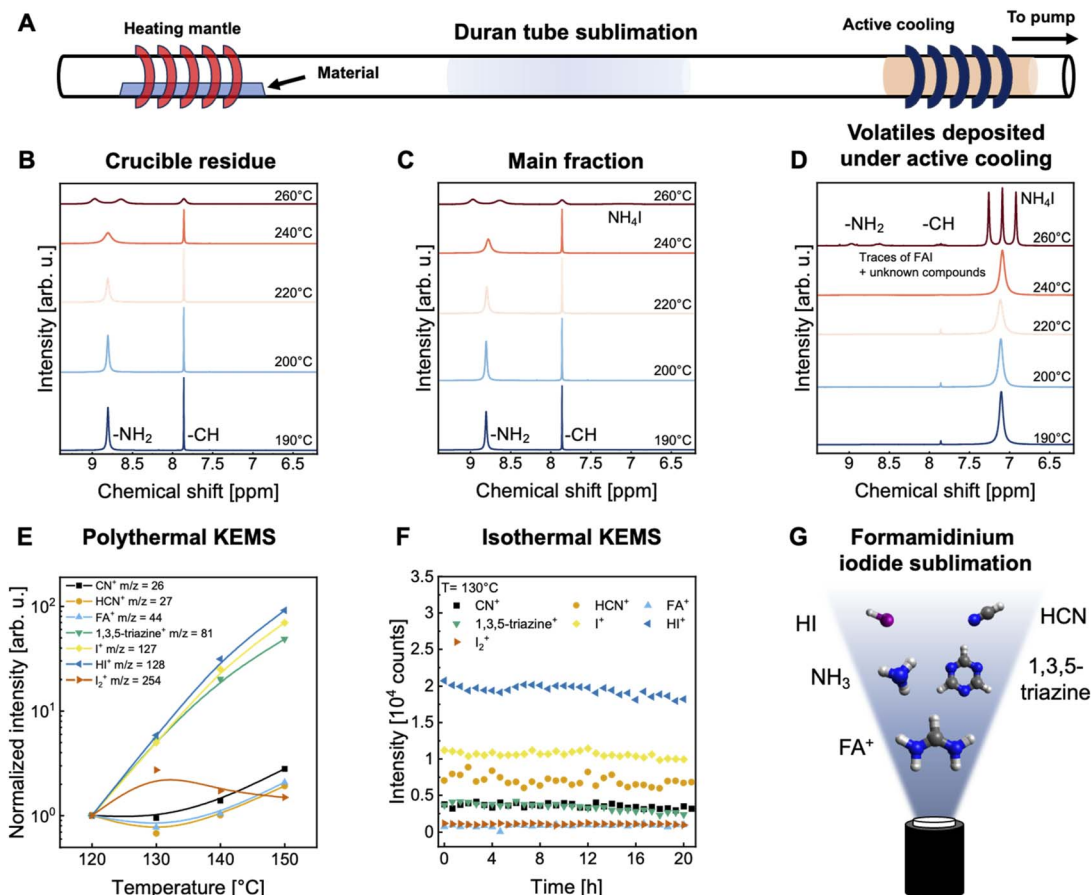 A
Heating mantle
Duran tube sublimation
Active cooling
To pump
Material
B
Crucible residue
260°C
240°C
220°C
200°C
190°C
-NH₂
-CH
Intensity [arb. u.]
9
8.5
8
7.5
7
6.5
Chemical shift [ppm]
C
Main fraction
260°C
NH₄I
240°C
220°C
200°C
190°C
-NH₂
-CH
Intensity [arb. u.]
9
8.5
8
7.5
7
6.5
Chemical shift [ppm]
D
Volatiles deposited
under active cooling
NH₄I
-NH₂
-CH
260°C
Traces of FAI
+ unknown compounds
240°C
220°C
200°C
190°C
Intensity [arb. u.]
9
8.5
8
7.5
7
6.5
Chemical shift [ppm]
E
Polythermal KEMS
CN⁺ m/z = 26
HCN⁺ m/z = 27
FA⁺ m/z = 44
1,3,5-triazine⁺ m/z = 81
I⁺ m/z = 127
HI⁺ m/z = 128
I₂⁺ m/z = 254
Normalized intensity [arb. u.]
10²
10¹
10⁰
120
130
140
150
Temperature [°C]
F
Isothermal KEMS
T= 130°C
CN⁺
HCN⁺
FA⁺
1,3,5-triazine⁺
I⁺
HI⁺
I₂⁺
Intensity [10⁴ counts]
3.5
3
2.5
2
1.5
1
0.5
0
0
4
8
12
16
20
Time [h]
G
Formamidinium
iodide sublimation
HI
HCN
NH₃
1,3,5-
triazine
FA⁺